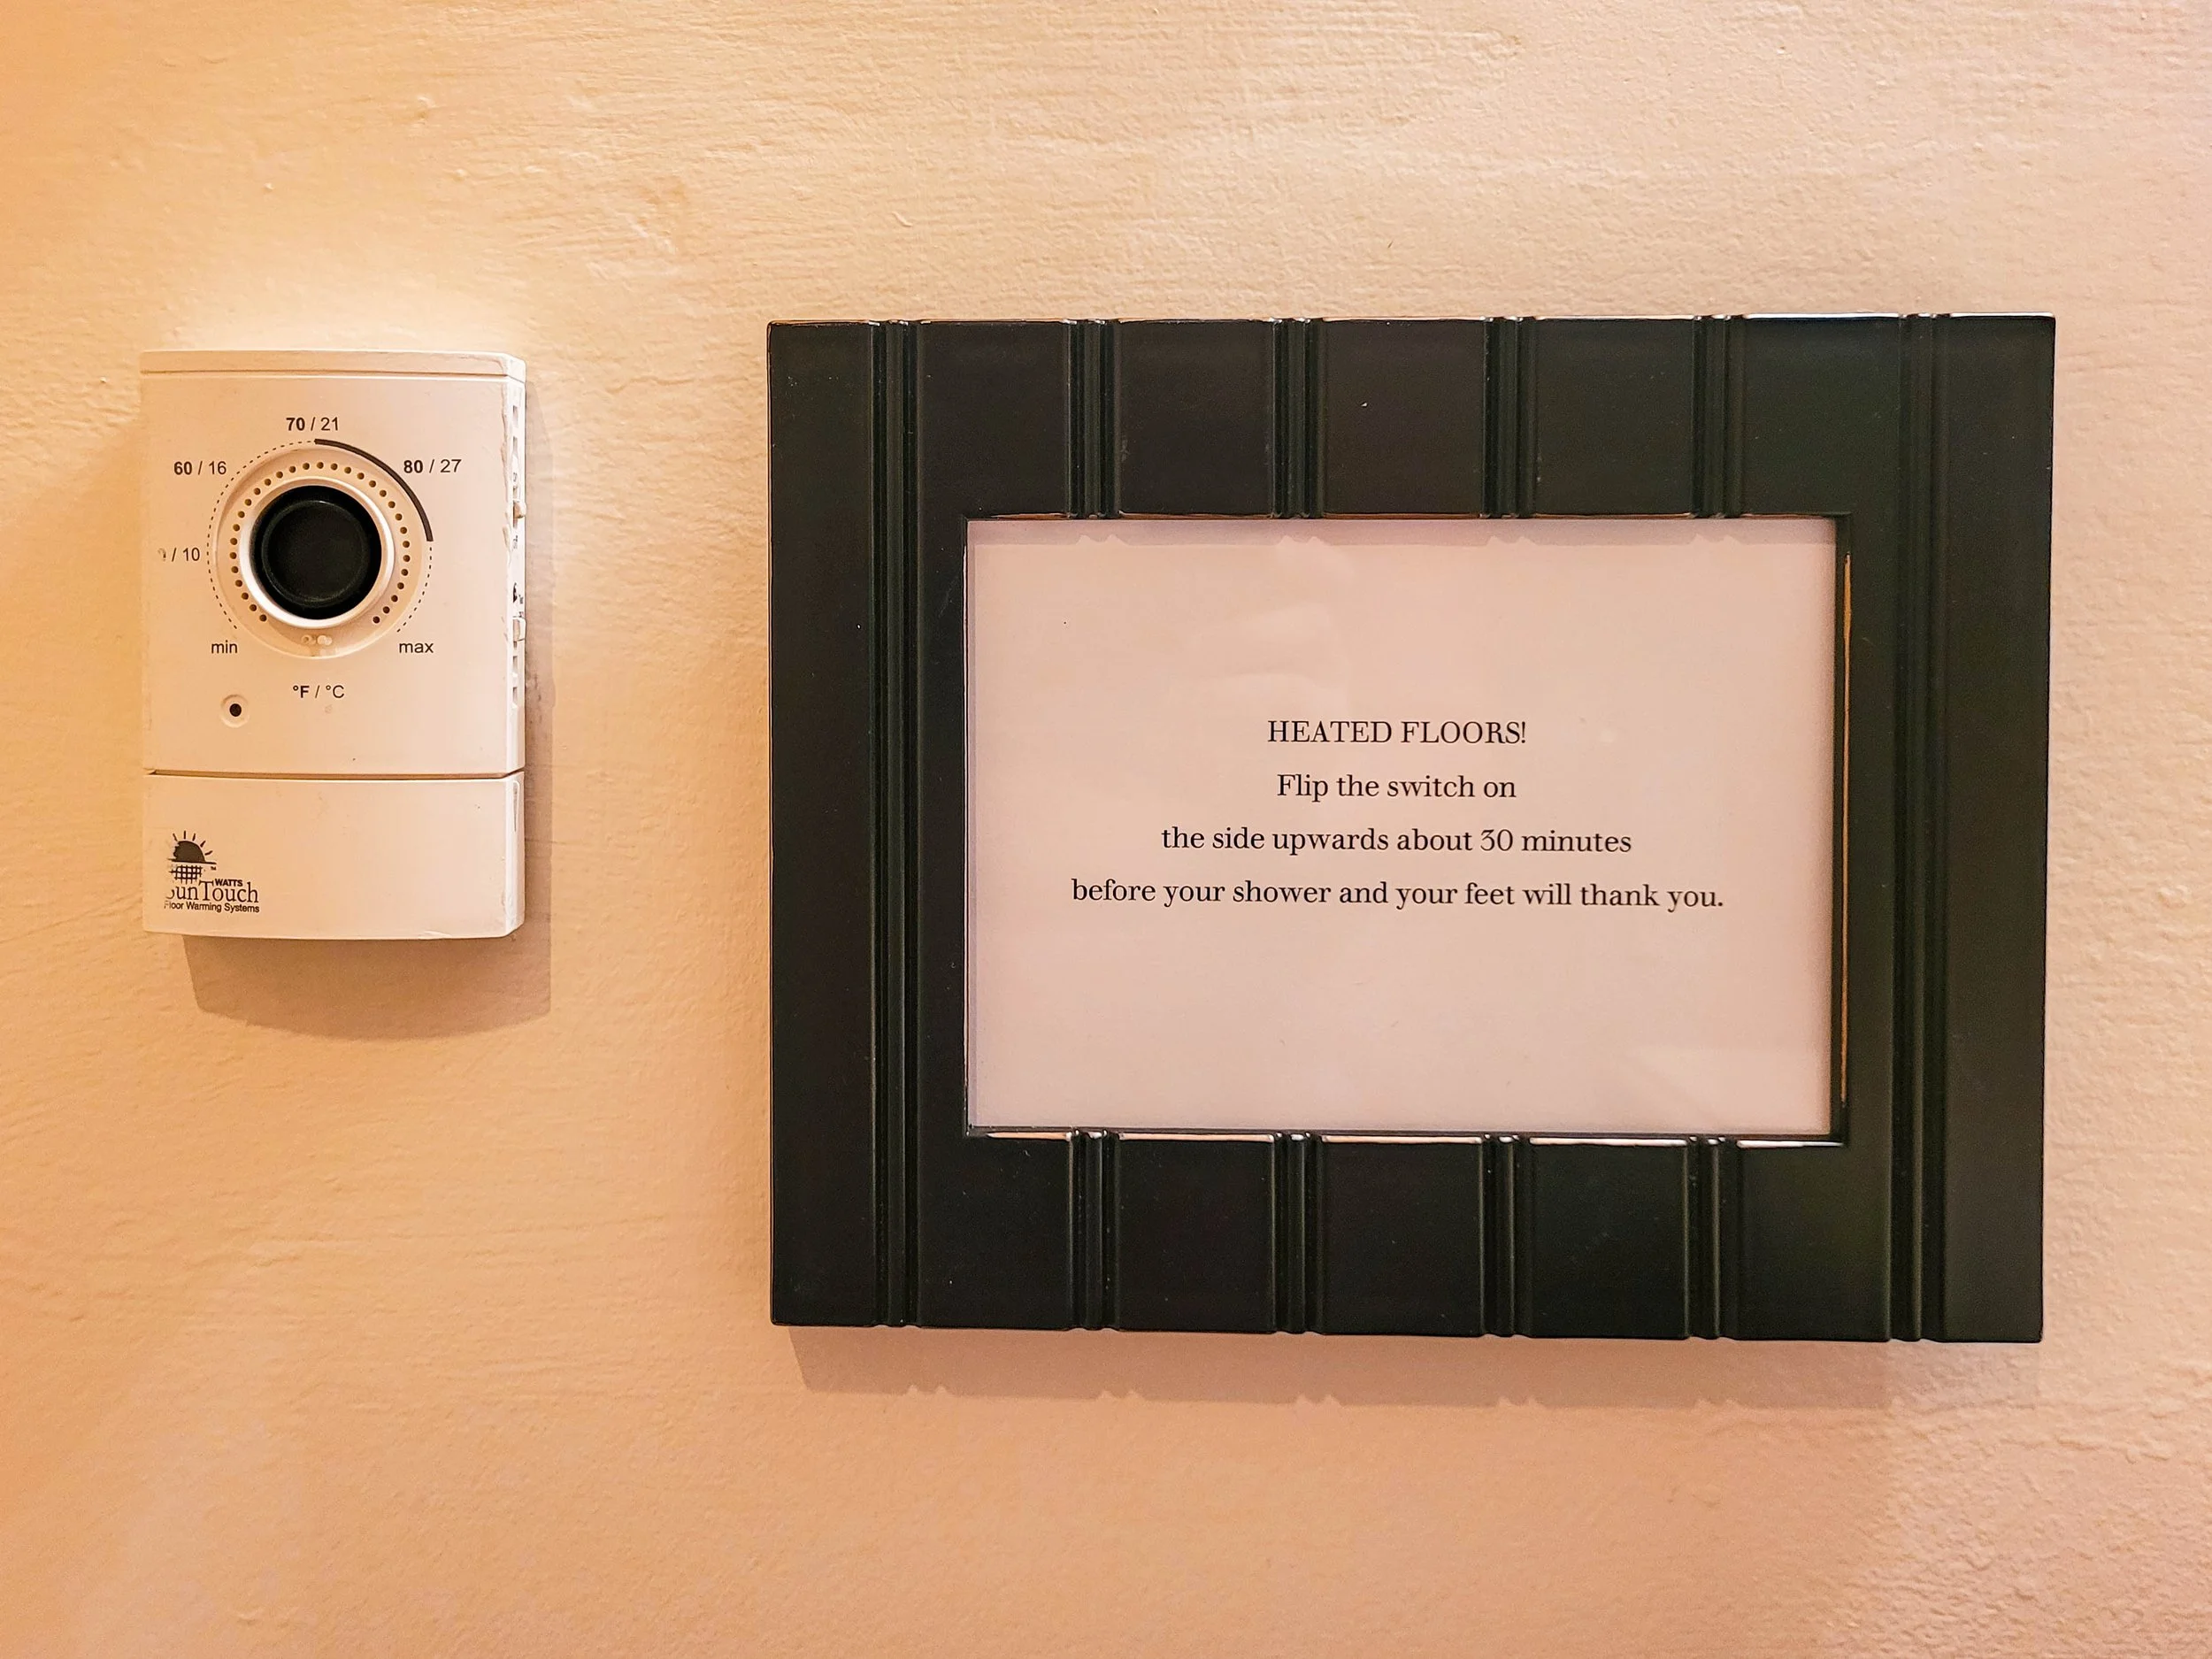 70 / 21
60 / 16
80 / 27
/ 10
min
max
°F / °C
WATTS
SunTouch
Floor Warming Systems
HEATED FLOORS!
Flip the switch on
the side upwards about 30 minutes
before your shower and your feet will thank you.